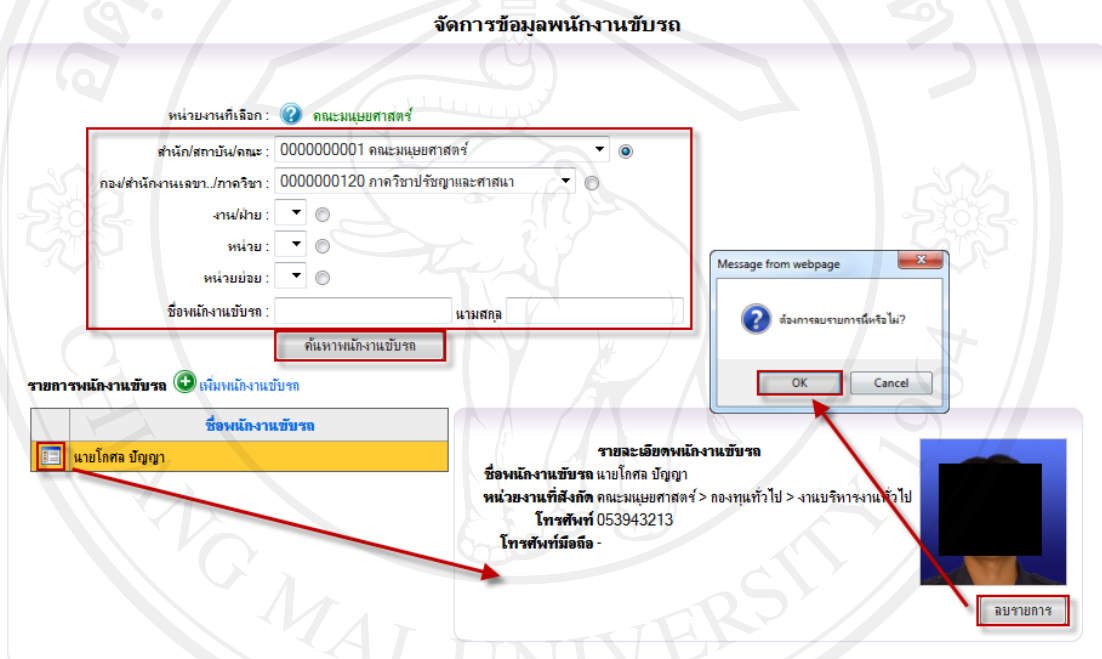 จัดการข้อมูลพนักงานขับรถ
หน่วยงานที่เลือก : คณะมนุษยศาสตร์
สำนัก/สถาบัน/คณะ : 0000000001 คณะมนุษยศาสตร์
กอง/สำนักงานเลขา../ภาควิชา : 0000000120 ภาควิชาปรัชญาและศาสนา
งาน/ฝ่าย :
หน่วย :
หน่วยย่อย :
ชื่อพนักงานขับรถ : นามสกุล
ค้นหาพนักงานขับรถ
Message from webpage
ต้องการลบรายการนี้หรือไม่?
OK Cancel
รายการพนักงานขับรถ เพิ่มพนักงานขับรถ
ชื่อพนักงานขับรถ
นายโกศล ปัญญา
รายละเอียดพนักงานขับรถ
ชื่อพนักงานขับรถ นายโกศล ปัญญา
หน่วยงานที่สังกัด คณะมนุษยศาสตร์ > กองทุนทั่วไป > งานบริหารงานทั่วไป
โทรศัพท์ 053943213
โทรศัพท์มือถือ -
ลบรายการ
CHIANG MAI UNIVERSITY 1964